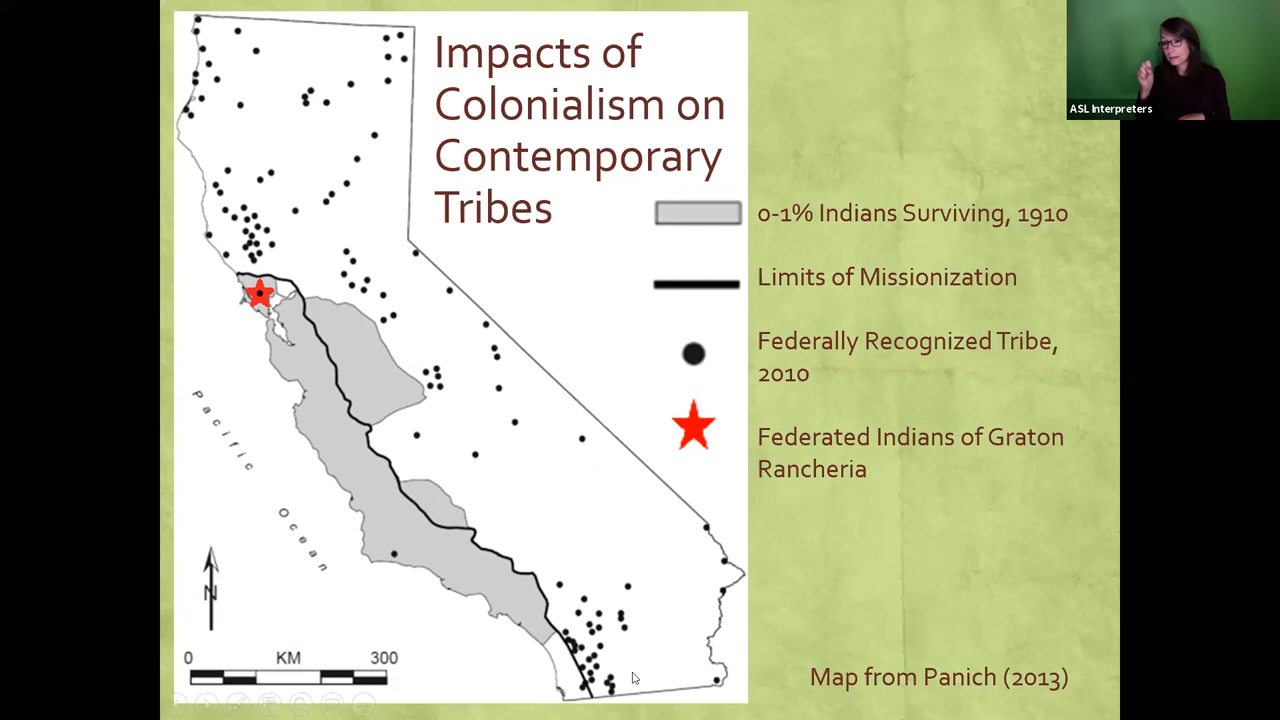 Impacts of
Colonialism on
Contemporary
Tribes
ASL Interpreters
0-1% Indians Surviving, 1910
Limits of Missionization
Federally Recognized Tribe,
2010
Federated Indians of Graton
Rancheria
Pacific
Ocean
N
0 KM 300
Map from Panich (2013)